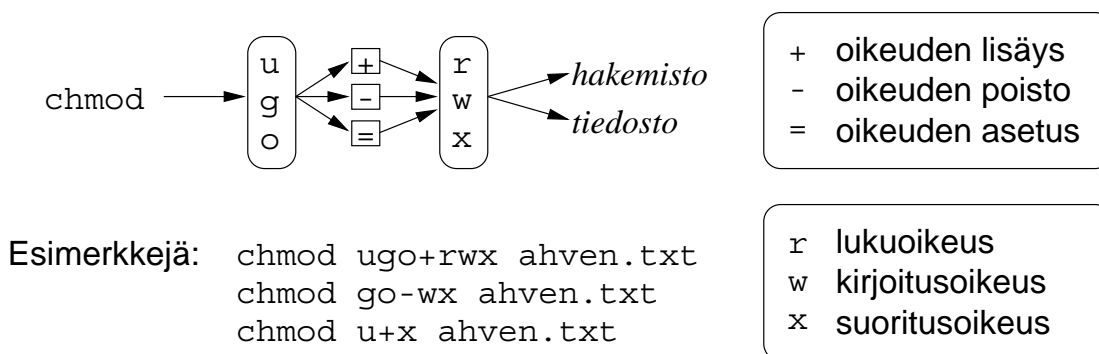 chmod
u
g
o
+
-
=
r
w
x
hakemisto
tiedosto
+ oikeuden lisäys
- oikeuden poisto
= oikeuden asetus
Esimerkkejä: chmod ugo+rwx ahven.txt
chmod go-wx ahven.txt
chmod u+x ahven.txt
r lukuoikeus
w kirjoitusoikeus
x suoritusoikeus